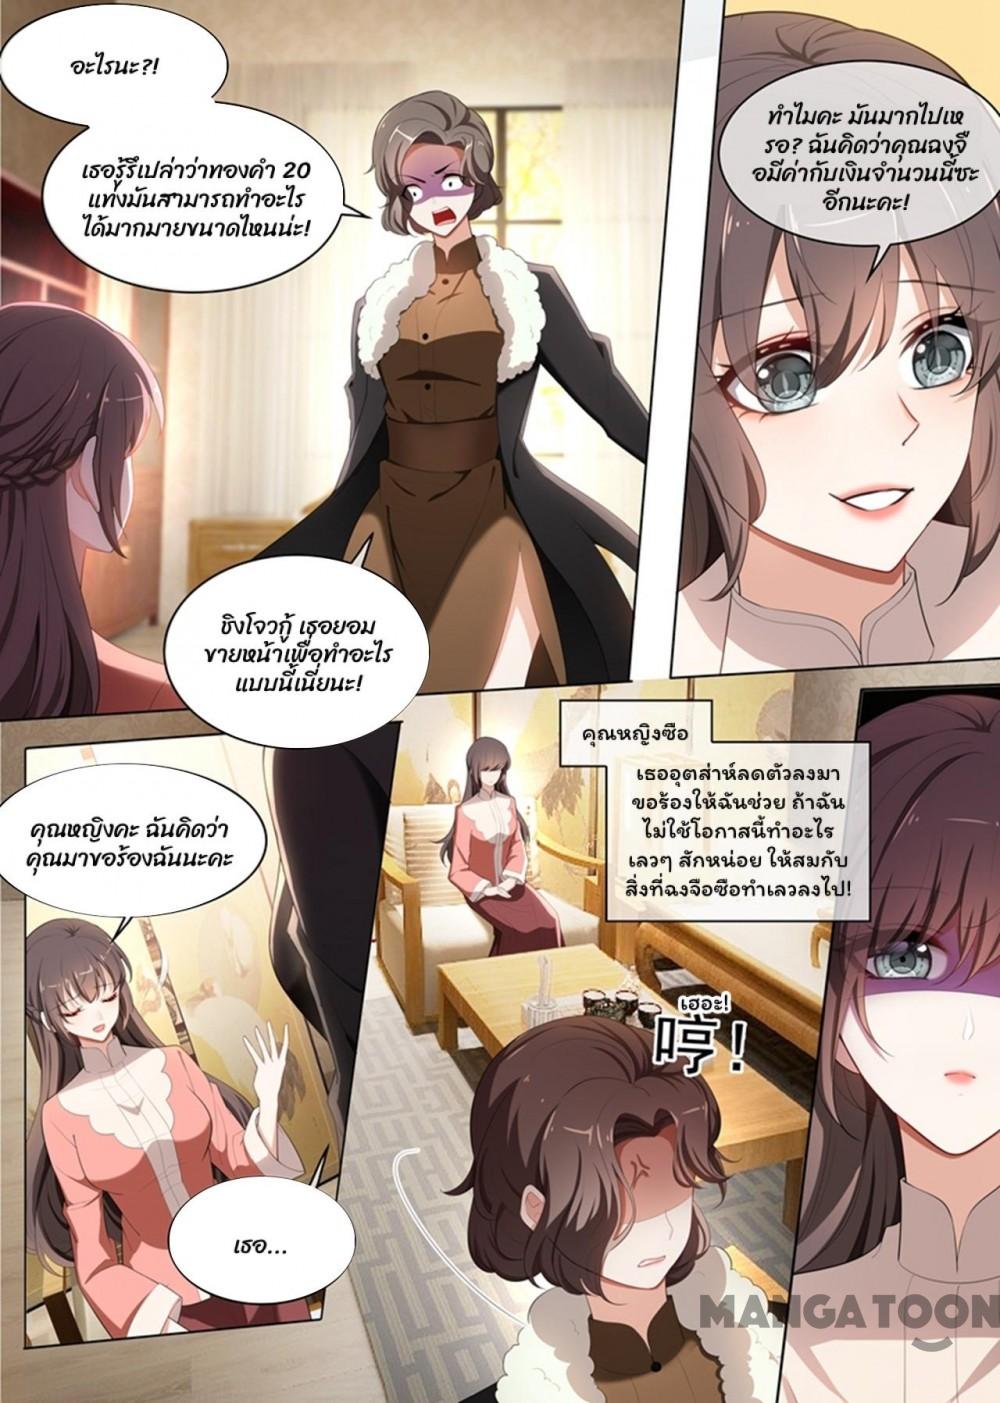 อะไรนะ?!
เธอรู้รึเปล่าว่าทองคำ 20
แท่งมันสามารถทำอะไร
ได้มากมายขนาดไหนน่ะ!
ทำไมคะ มันมากไปเห
รอ? ฉันคิดว่าคุณฉงจื
อมีค่ากับเงินจำนวนนี้ซะ
อีกนะคะ!
ชิงโจวกู้ เธอยอม
ขายหน้าเพื่อทำอะไร
แบบนี้เนี่ยนะ!
คุณหญิงคะ ฉันคิดว่า
คุณมาขอร้องฉันนะคะ
เธอ...
คุณหญิงซือ
เธออุตส่าห์ลดตัวลงมา
ขอร้องให้ฉันช่วย ถ้าฉัน
ไม่ใช้โอกาสนี้ทำอะไร
เลวๆ สักหน่อย ให้สมกับ
สิ่งที่ฉงจือซือทำเลวลงไป!
เฮอะ!
哼！
MANGATOON